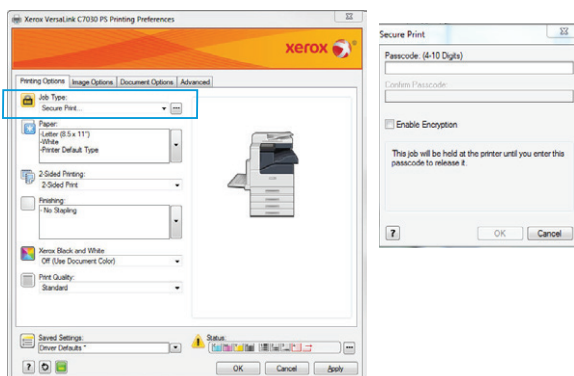 Xerox VersaLink C7030 PS Printing Preferences
xerox
Printing Options
Image Options
Document Options
Advanced
Job Type:
Secure Print...
Paper:
-Letter (8.5 x 11")
-White
-Printer Default Type
2-Sided Printing:
2-Sided Print
Finishing:
- No Stapling
Xerox Black and White
Off (Use Document Color)
Print Quality:
Standard
Saved Settings:
Driver Defaults *
Status:
?
OK
Cancel
Apply
Secure Print
Passcode: (4-10 Digits)
Confirm Passcode:
Enable Encryption
This job will be held at the printer until you enter this
passcode to release it.
?
OK
Cancel